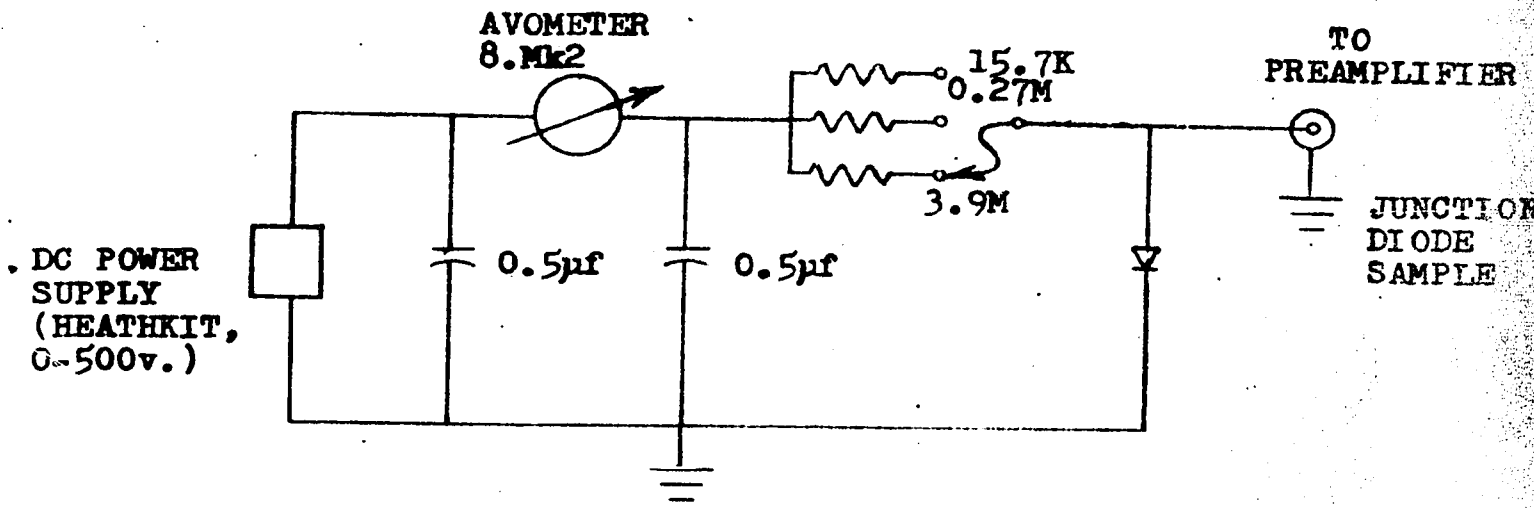 AVOMETER
8.Mk2
15.7K
0.27M
3.9M
TO
PREAMPLIFIER
JUNCTION
DIODE
SAMPLE
. DC POWER
SUPPLY
(HEATHKIT,
0-500v.)
0.5µf
0.5µf